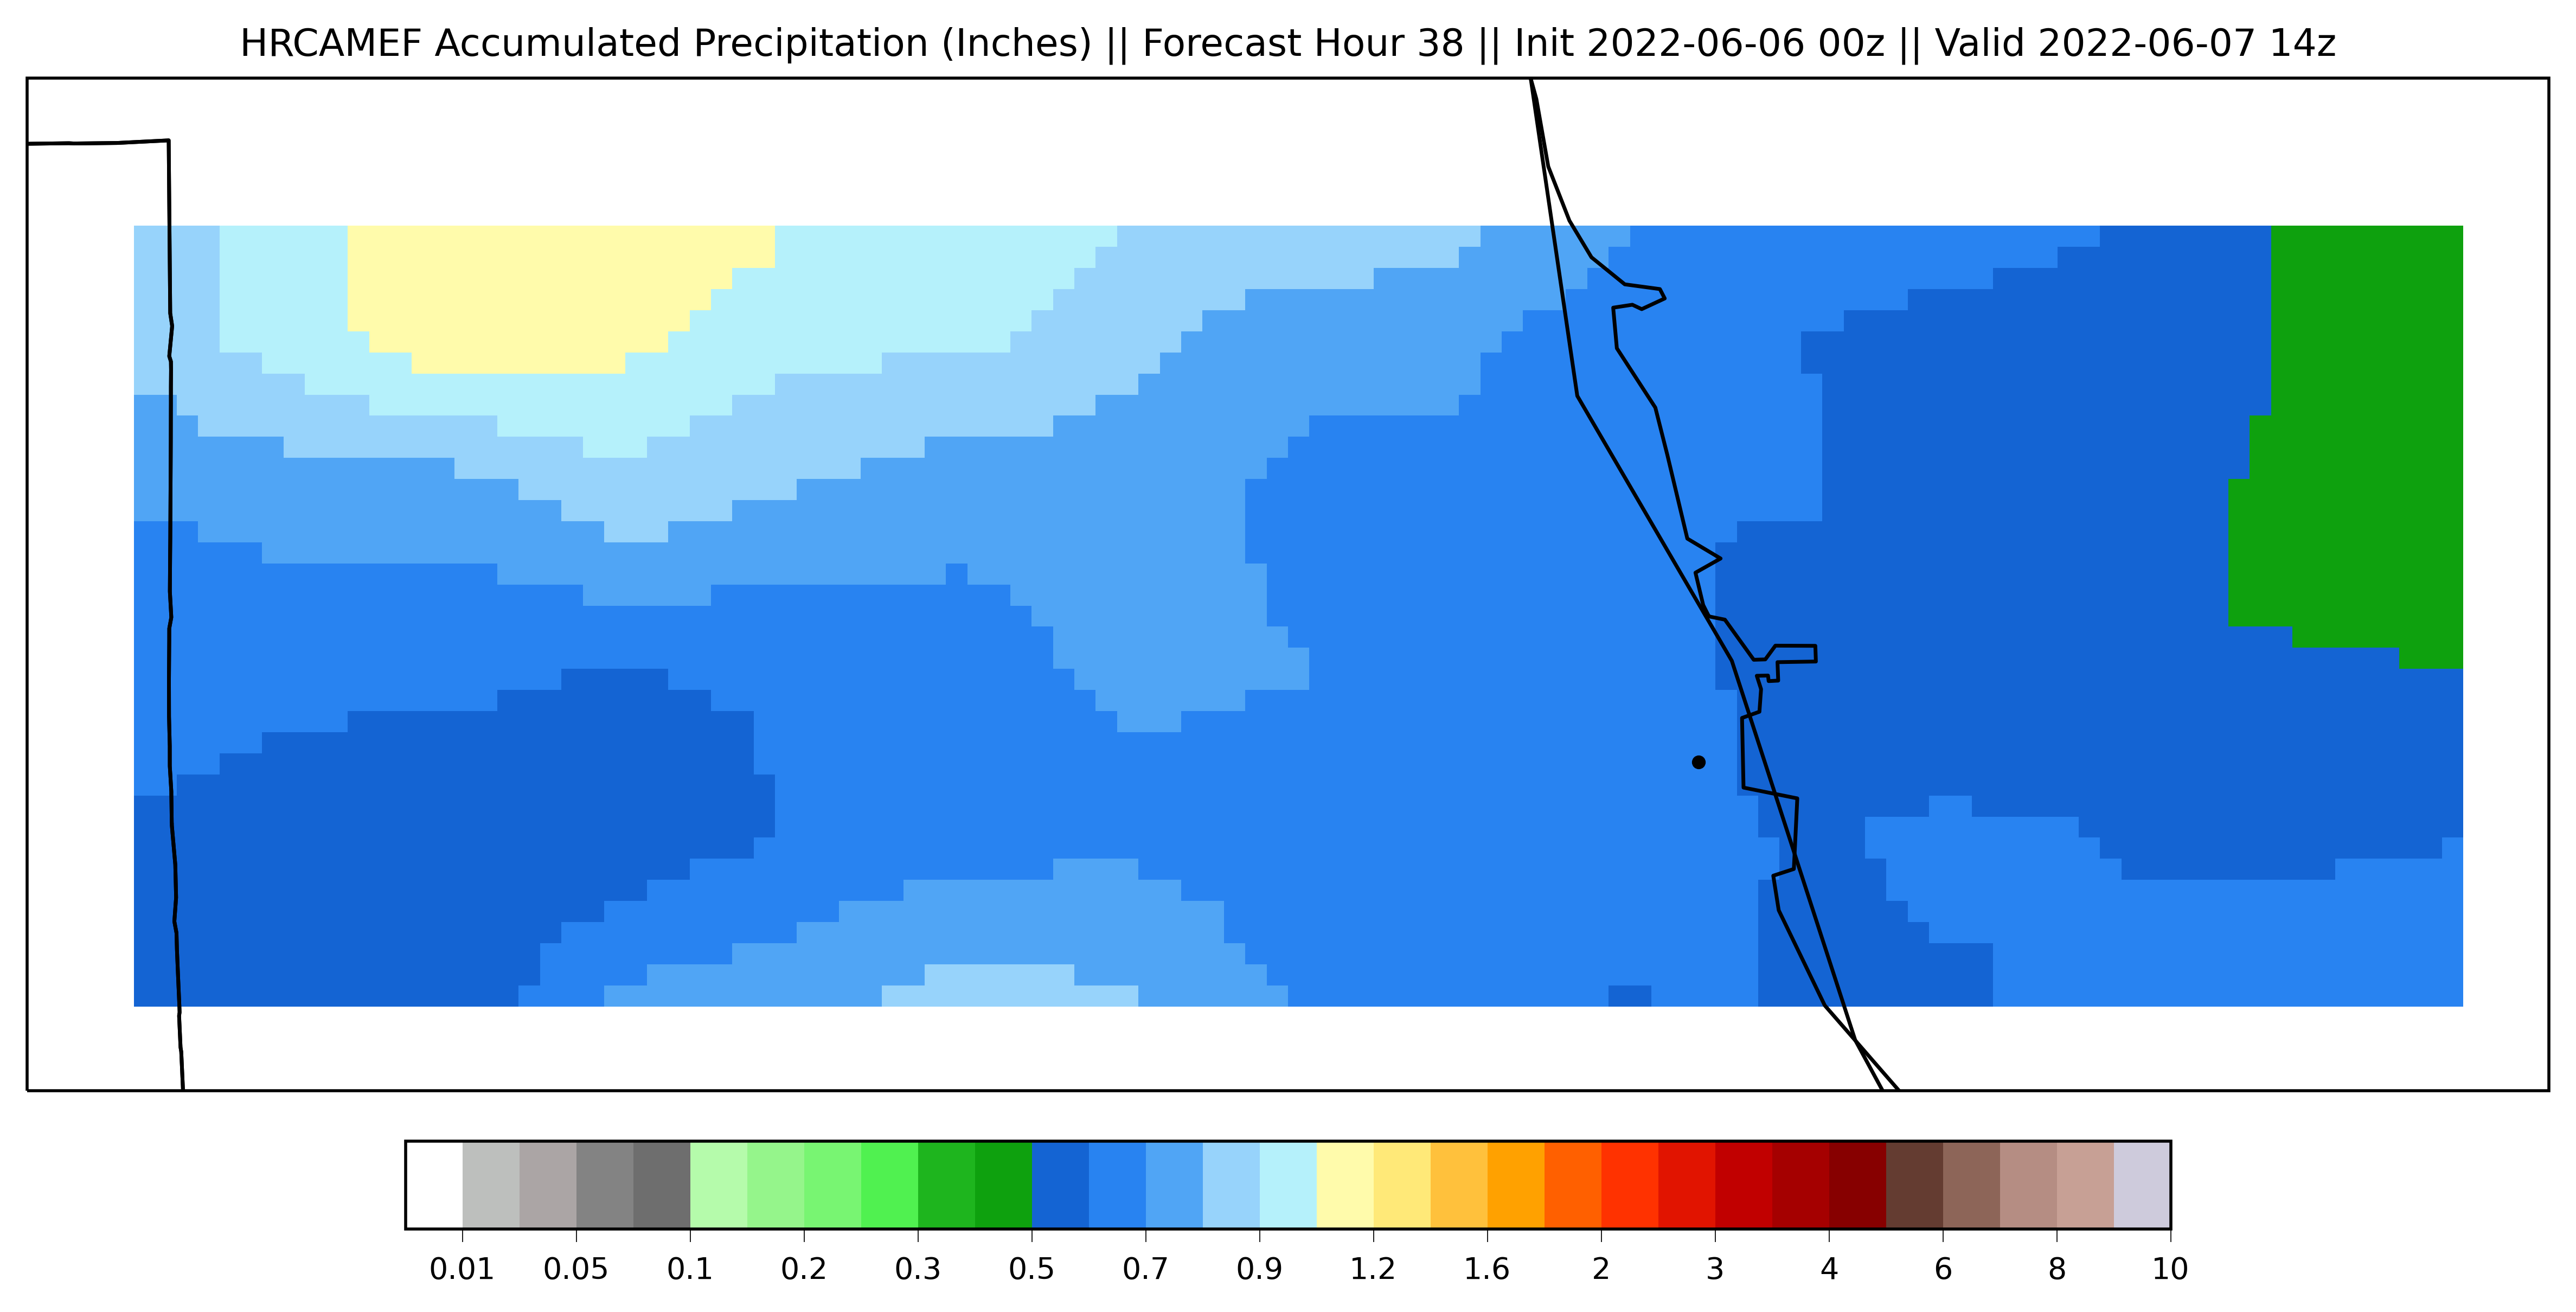 HRCAMEF Accumulated Precipitation (Inches) || Forecast Hour 38 || Init 2022-06-06 00z || Valid 2022-06-07 14z
0.01 0.05 0.1 0.2 0.3 0.5 0.7 0.9 1.2 1.6 2 3 4 6 8 10